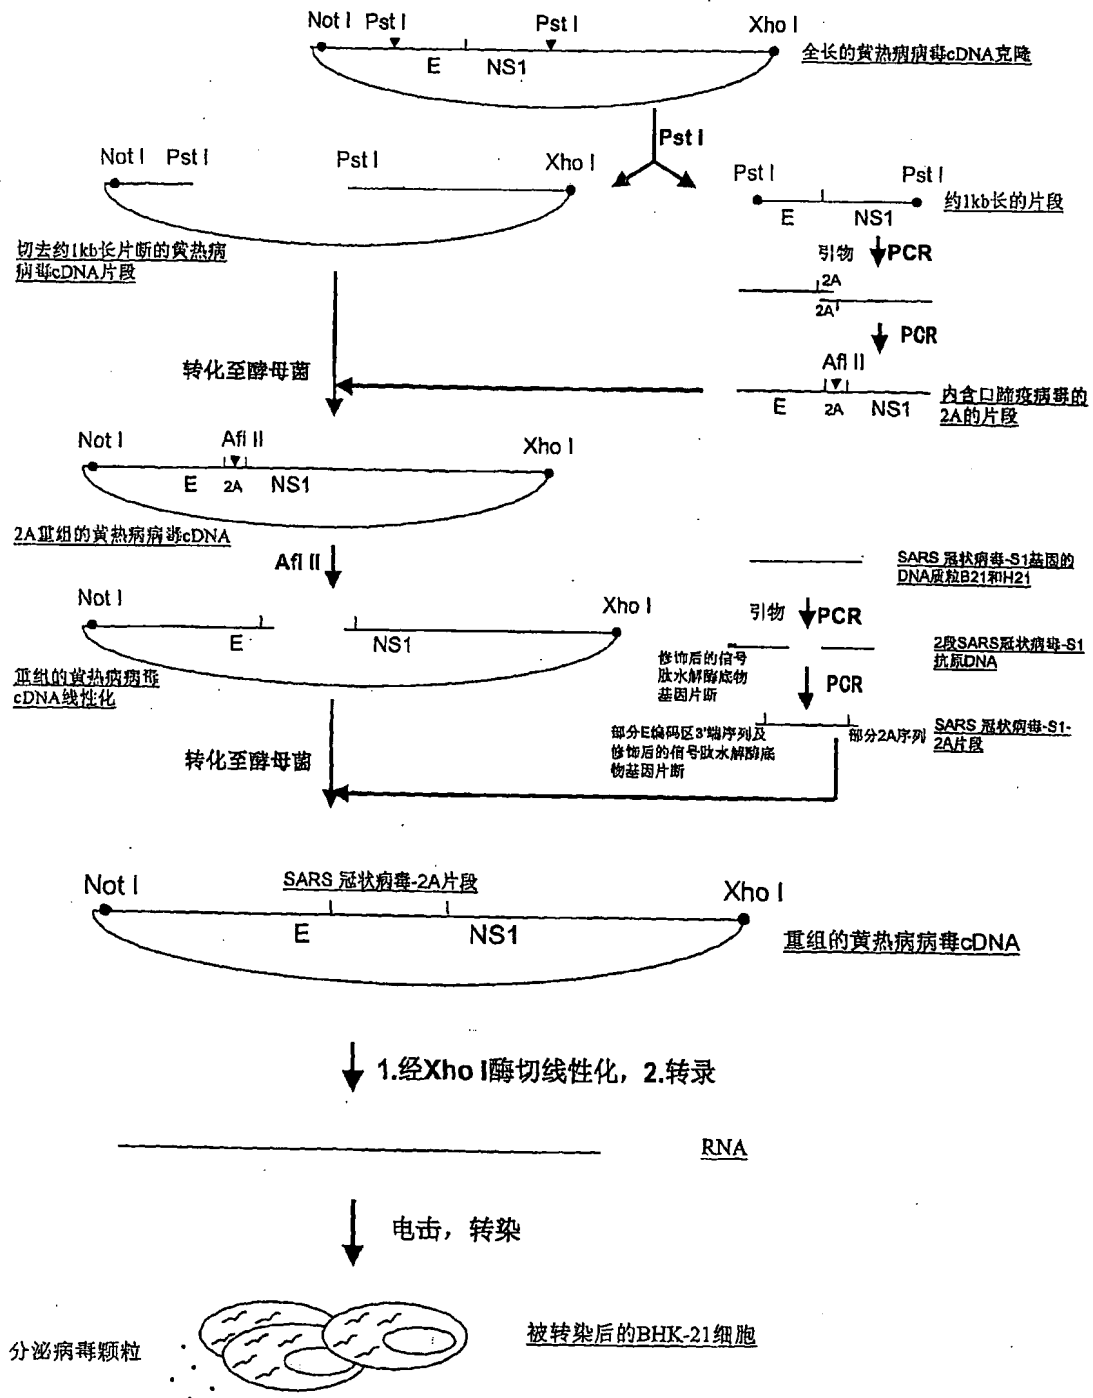 Not I Pst I Pst I Xho I
E NS1
全长的黄热病病毒cDNA克隆
Pst I
Not I Pst I Pst I Xho I
切去约1kb长片断的黄热病
病毒cDNA片段
Pst I Pst I
E NS1
约1kb长的片段
引物 PCR
2A
2A
PCR
Afl II
E 2A NS1
内含口蹄疫病毒的
2A的片段
转化至酵母菌
Not I Afl II Xho I
E 2A NS1
2A重组的黄热病病毒cDNA
Afl II
Not I Xho I
E NS1
重组的黄热病病毒
cDNA线性化
SARS 冠状病毒-S1基因的
DNA质粒B21和H21
引物 PCR
2段SARS冠状病毒-S1
抗原DNA
修饰后的信号
肽水解酶底物
基因片断
PCR
部分E编码区3'端序列及
修饰后的信号肽水解酶底
物基因片断
部分2A序列
SARS 冠状病毒-S1-
2A片段
转化至酵母菌
Not I SARS 冠状病毒-2A片段 Xho I
E NS1
重组的黄热病病毒cDNA
1.经Xho I酶切线性化，2.转录
RNA
电击，转染
分泌病毒颗粒
被转染后的BHK-21细胞